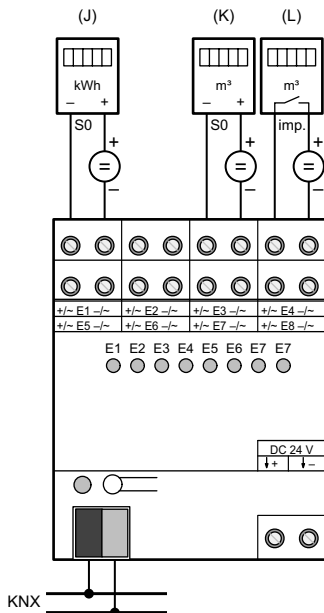 (J) (K) (L)
kWh m³ m³
– + – +
S0 S0 imp.
+ + +
= = =
– – –
+/~ E1 –/~ +/~ E2 –/~ +/~ E3 –/~ +/~ E4 –/~
+/~ E5 –/~ +/~ E6 –/~ +/~ E7 –/~ +/~ E8 –/~
E1 E2 E3 E4 E5 E6 E7 E7
DC 24 V
+ –
KNX